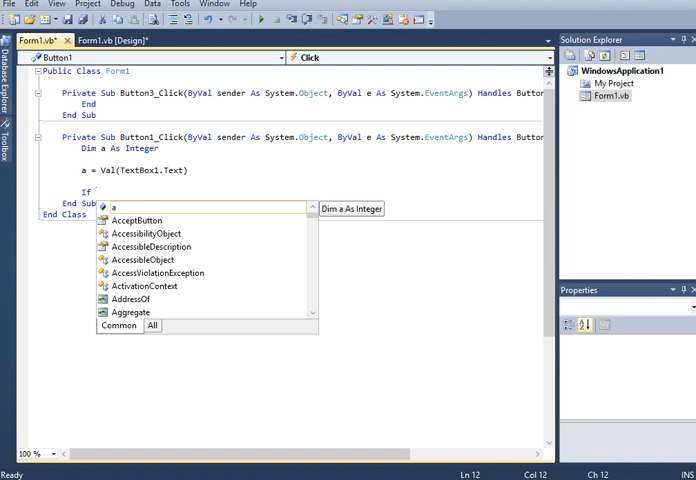 File Edit View Project Debug Data Tools Window Help
Form1.vb* Form1.vb [Design]* Solution Explorer
Button1 Click
WindowsApplication1
My Project
Form1.vb
Database Explorer
Toolbox
Public Class Form1
Private Sub Button3_Click(ByVal sender As System.Object, ByVal e As System.EventArgs) Handles Button
End
End Sub
Private Sub Button1_Click(ByVal sender As System.Object, ByVal e As System.EventArgs) Handles Button
Dim a As Integer
a = Val(TextBox1.Text)
If
End Sub
End Class
a
Dim a As Integer
AcceptButton
AccessibilityObject
AccessibleDescription
AccessibleObject
AccessViolationException
ActivationContext
AddressOf
Aggregate
Common All
Properties
100 %
Ready Ln 12 Col 12 Ch 12 INS